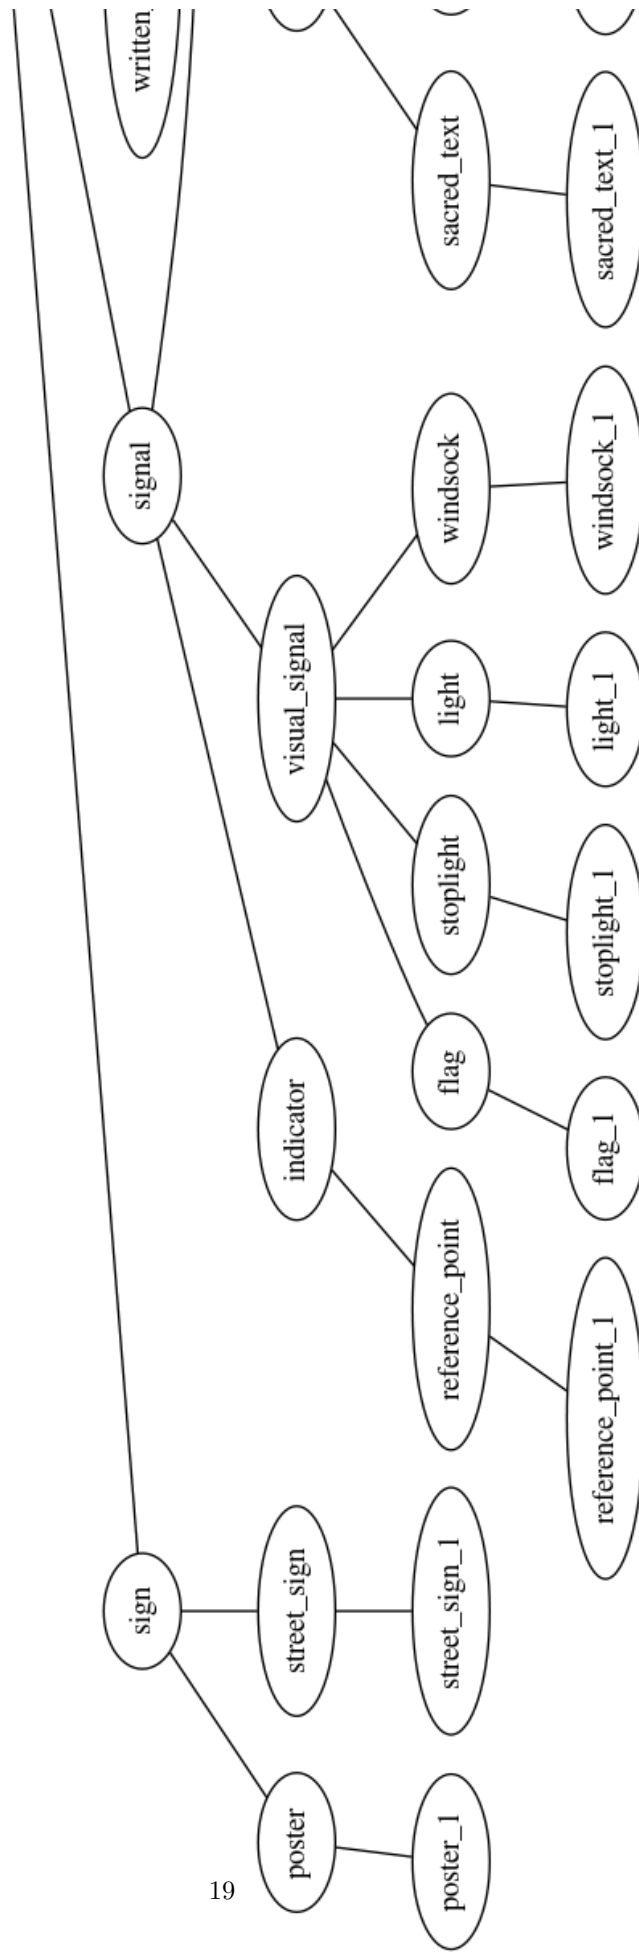 written_
sacred_text
sacred_text_1
signal
windsock
windsock_1
visual_signal
light
light_1
stoplight
stoplight_1
flag
flag_1
indicator
reference_point
reference_point_1
sign
street_sign
street_sign_1
poster
poster_1
19